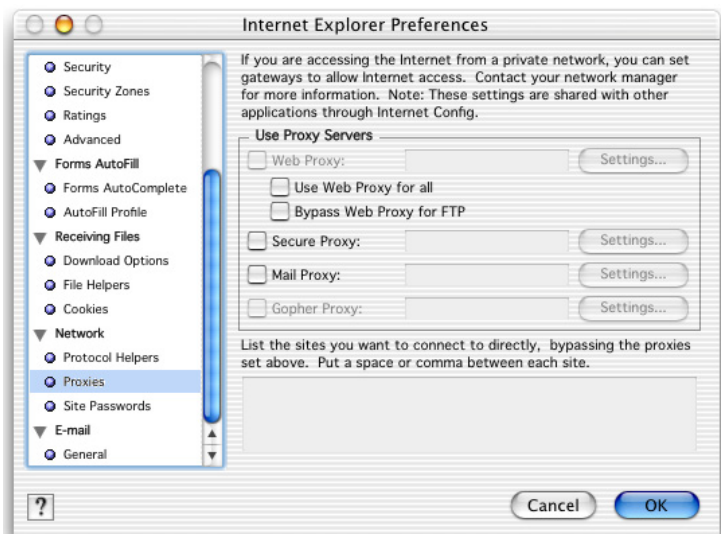 Internet Explorer Preferences
Security
Security Zones
Ratings
Advanced
Forms AutoFill
Forms AutoComplete
AutoFill Profile
Receiving Files
Download Options
File Helpers
Cookies
Network
Protocol Helpers
Proxies
Site Passwords
E-mail
General
If you are accessing the Internet from a private network, you can set
gateways to allow Internet access. Contact your network manager
for more information. Note: These settings are shared with other
applications through Internet Config.
Use Proxy Servers
Web Proxy: Settings...
Use Web Proxy for all
Bypass Web Proxy for FTP
Secure Proxy: Settings...
Mail Proxy: Settings...
Gopher Proxy: Settings...
List the sites you want to connect to directly, bypassing the proxies
set above. Put a space or comma between each site.
? Cancel OK